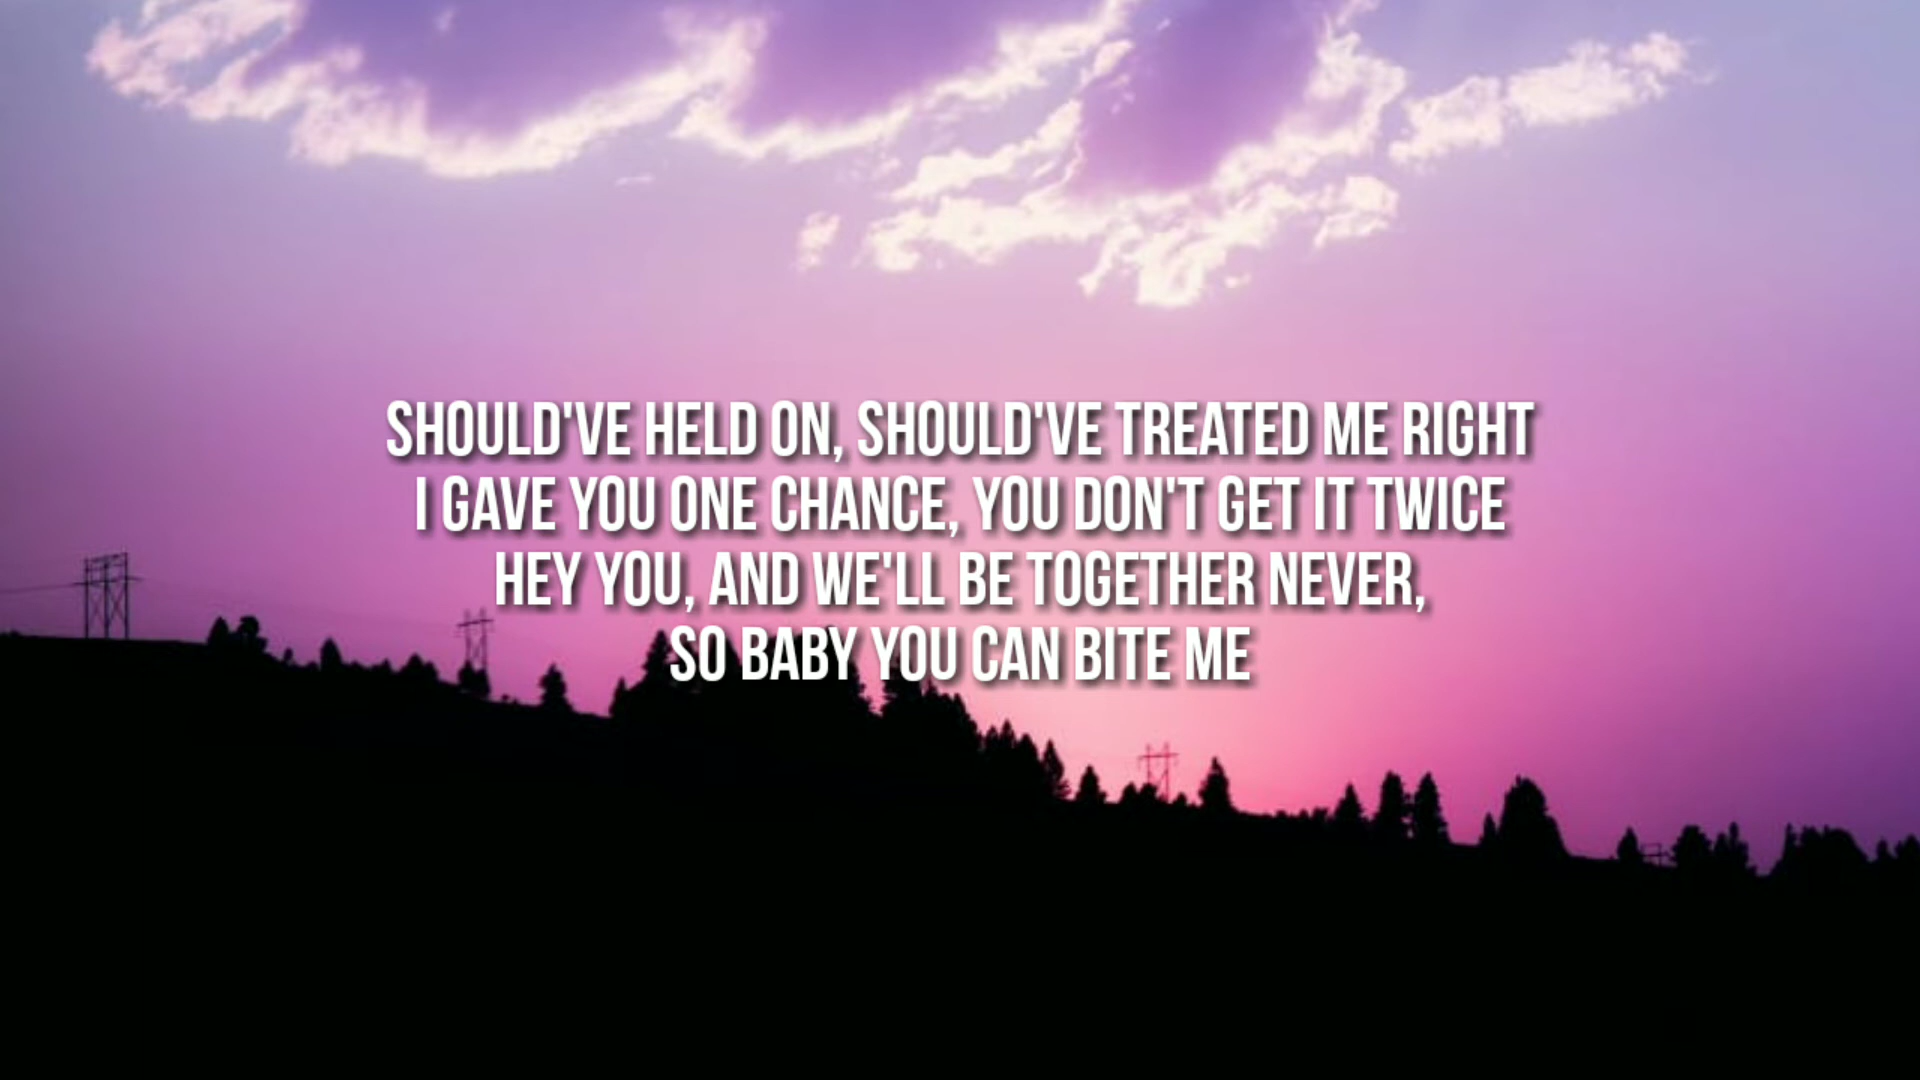 SHOULD'VE HELD ON, SHOULD'VE TREATED ME RIGHT
I GAVE YOU ONE CHANCE, YOU DON'T GET IT TWICE
HEY YOU, AND WE'LL BE TOGETHER NEVER,
SO BABY YOU CAN BITE ME